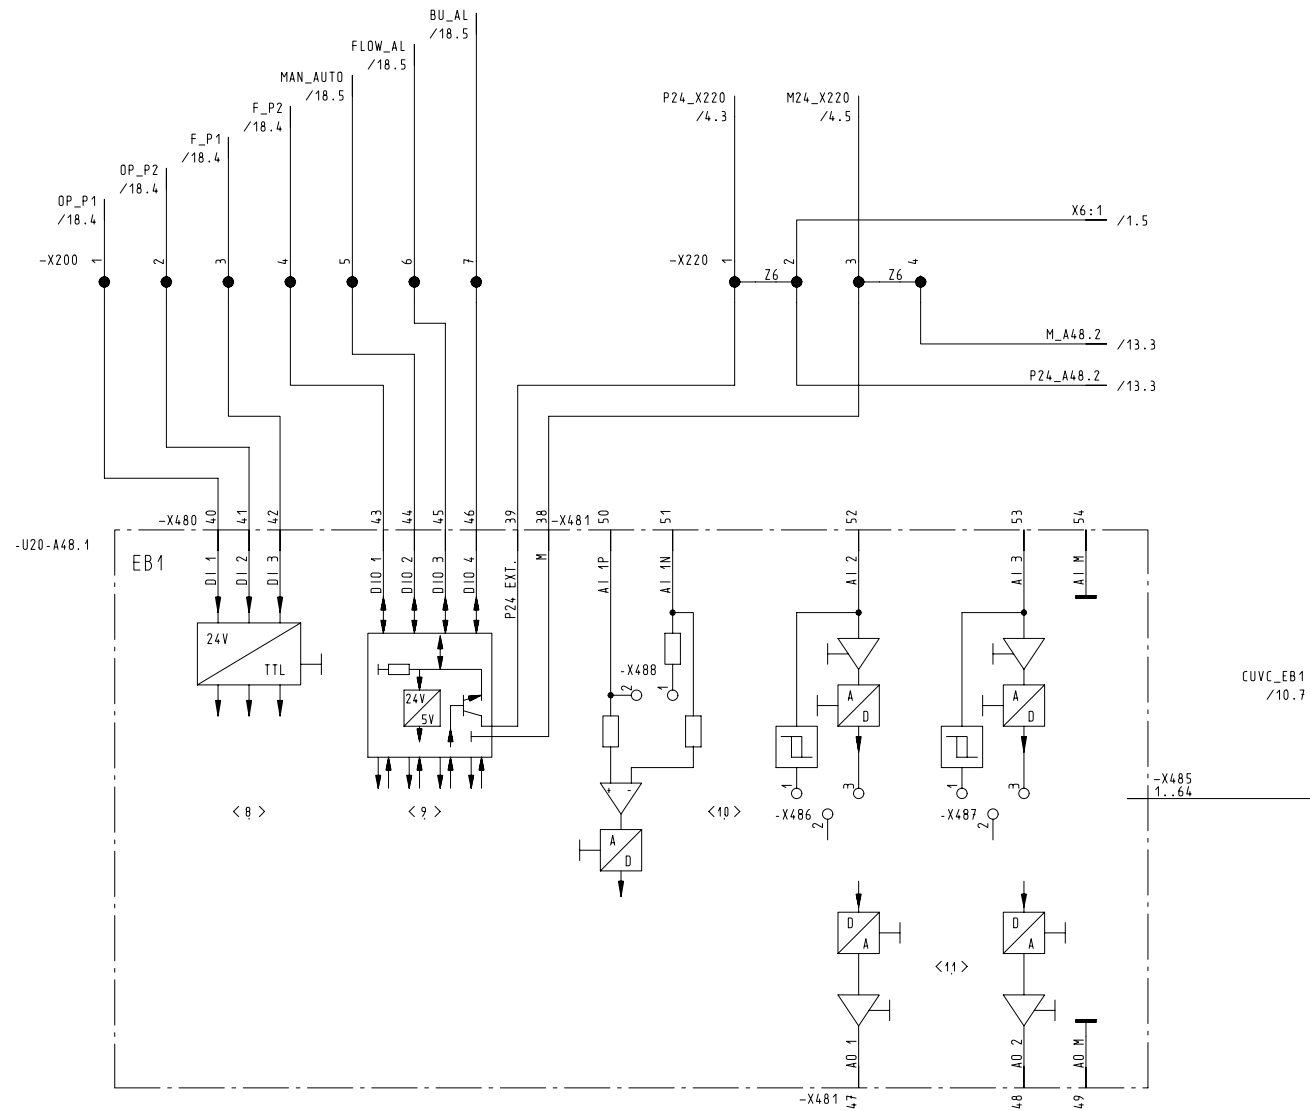 BU_AL
/18.5
FLOW_AL
/18.5
MAN_AUTO
/18.5
F_P2
/18.4
F_P1
/18.4
OP_P2
/18.4
OP_P1
/18.4
P24_X220
/4.3
M24_X220
/4.5
X6:1 /1.5
-X200 1 2 3 4 5 6 7
-X220 1 2 3 4
Z6 Z6
M_A48.2 /13.3
P24_A48.2 /13.3
-X480 40 41 42 43 44 45 46 39 38 -X481 50 51 52 53 54
-U20-A48.1
EB1
DI 1 DI 2 DI 3 DIO 1 DIO 2 DIO 3 DIO 4 P24 EXT. M AI 1P AI 1N AI 2 AI 3 AI M
24V
TTL
24V
5V
-X488
2 1
A
D
A
D
CUVC_EB1
/10.7
1 3 1 3
-X485
1..64
<8> <9> <10>
-X486 2
-X487 2
A
D
D
A
D
A
<11>
AO 1 AO 2 AO M
-X481 47 48 49